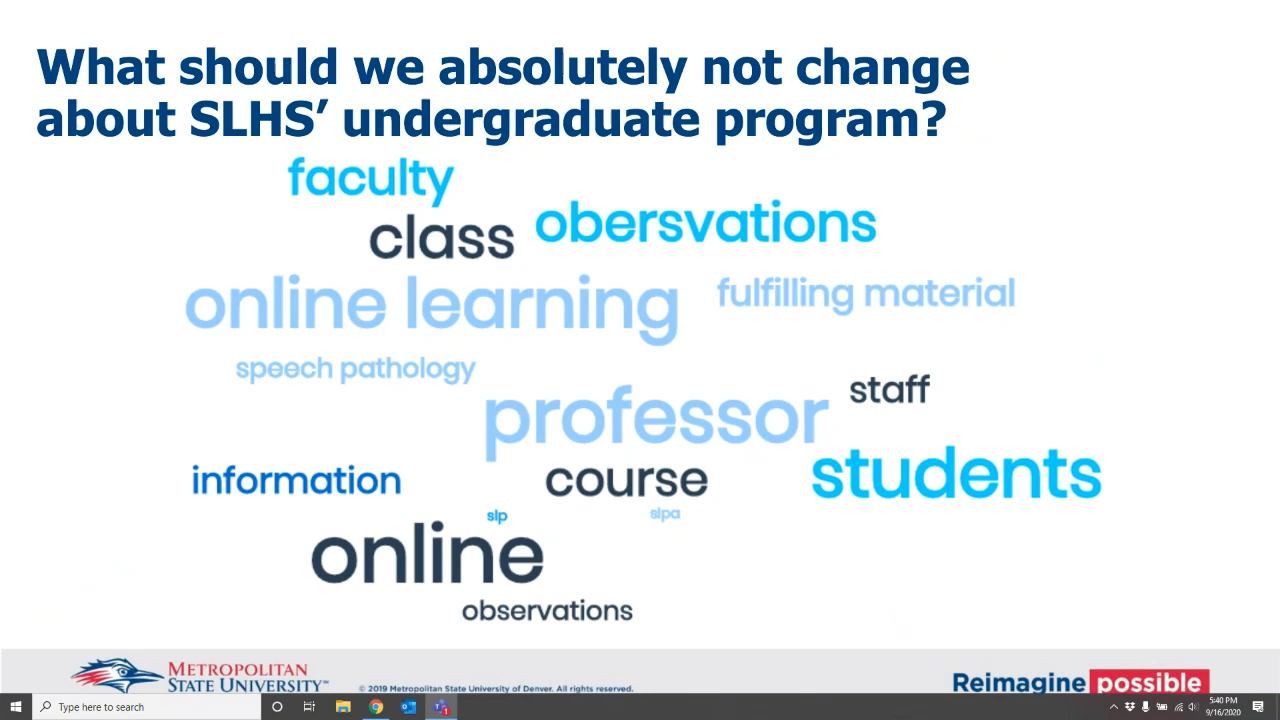 What should we absolutely not change
about SLHS’ undergraduate program?
faculty
class
obersvations
online learning
fulfilling material
speech pathology
professor
staff
information
course
students
slp
slpa
online
observations
METROPOLITAN
STATE UNIVERSITY™
© 2019 Metropolitan State University of Denver. All rights reserved.
Reimagine possible
Type here to search
1
5:40 PM
9/16/2020